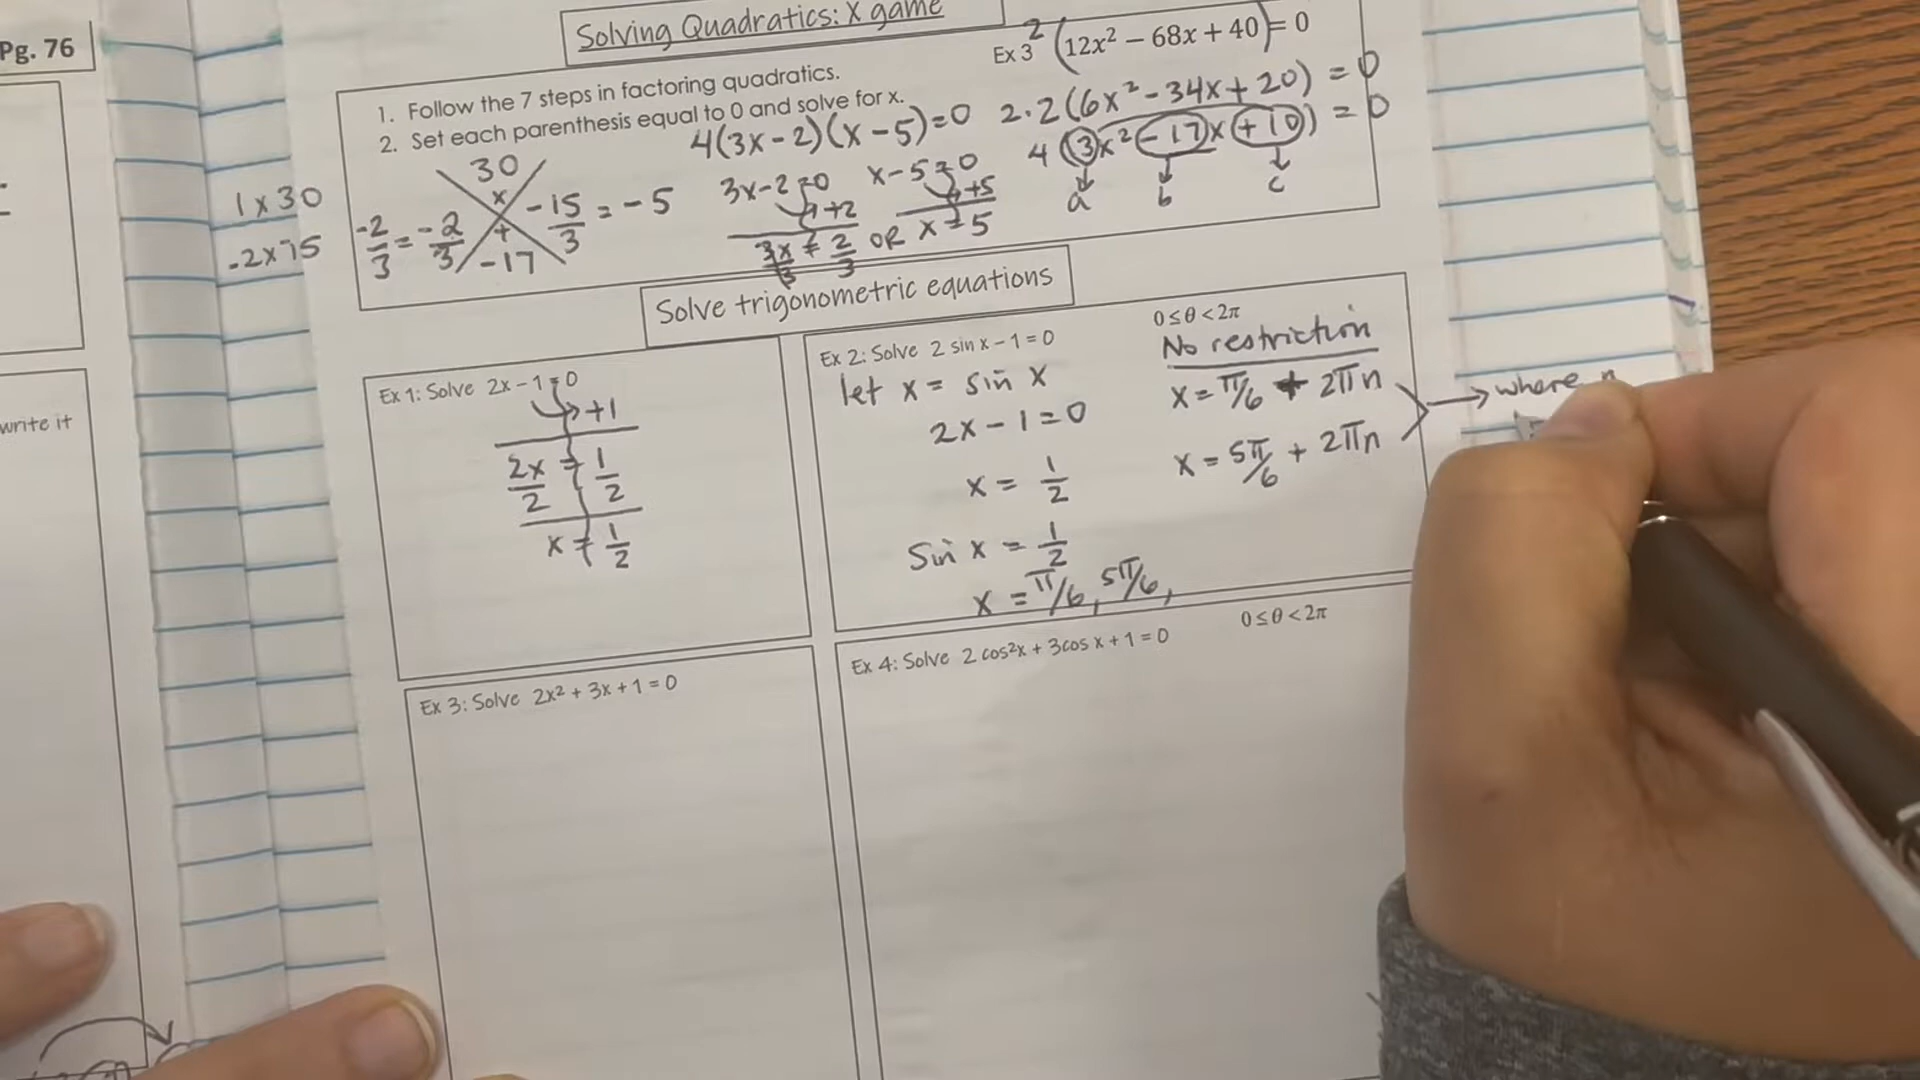 Pg. 76
Solving Quadratics: X game
1. Follow the 7 steps in factoring quadratics.
2. Set each parenthesis equal to 0 and solve for x.
Ex 3 2(12x² − 68x + 40) = 0
2·2(6x² − 34x + 20) = 0
4(3x² − 17x + 10) = 0
a b c
4(3x − 2)(x − 5) = 0
3x − 2 = 0
+2
3x/3 = 2/3 OR x = 5
x − 5 = 0
+5
1 x 30
-2 x 15
30
x
+
-17
-2/3 = -2/3
-15/3 = -5
write it
Solve trigonometric equations
Ex 1: Solve 2x − 1 = 0
+1
2x/2 = 1/2
x = 1/2
Ex 2: Solve 2 sin x − 1 = 0
0 ≤ θ < 2π
let x = sin x
2x − 1 = 0
x = 1/2
sin x = 1/2
x = π/6, 5π/6,
No restriction
x = π/6 + 2πn
x = 5π/6 + 2πn
→ where n
Ex 3: Solve 2x² + 3x + 1 = 0
Ex 4: Solve 2 cos²x + 3cos x + 1 = 0
0 ≤ θ < 2π